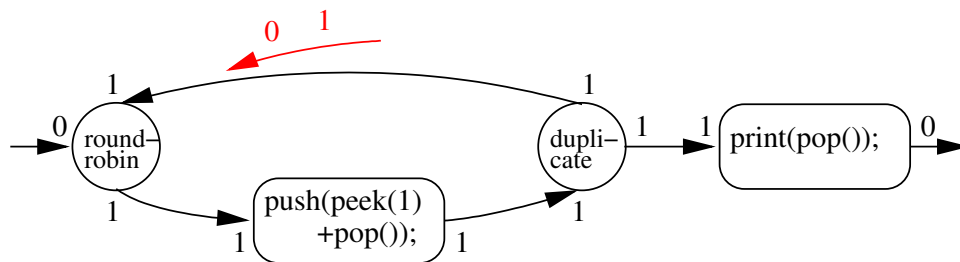 0 1
1
1
0
round-
robin
dupli-
cate
1
1
print(pop());
0
1
push(peek(1)
+pop());
1
1
1